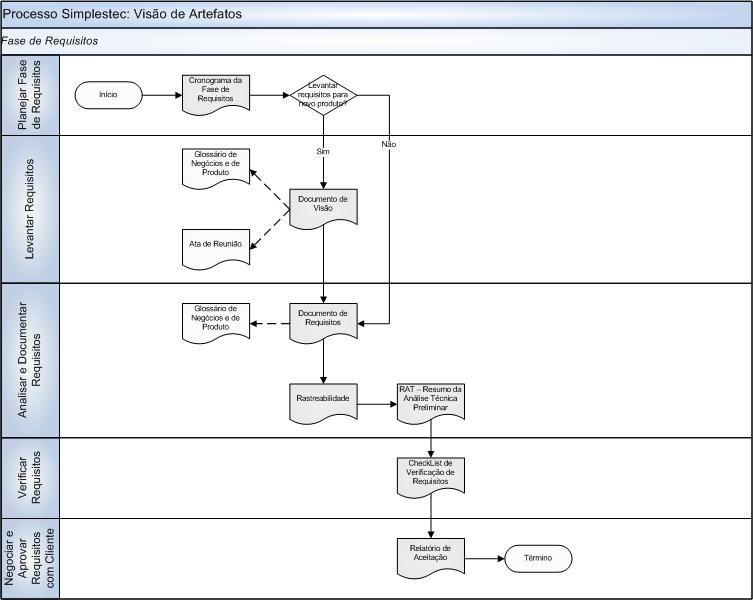 Processo Simplestec: Visão de Artefatos
Fase de Requisitos
Planejar Fase
de Requisitos
Início
Cronograma da
Fase de
Requisitos
Levantar
requisitos para
novo produto?
Sim
Não
Levantar Requisitos
Glossário de
Negócios e de
Produto
Documento de
Visão
Ata de Reunião
Analisar e Documentar
Requisitos
Glossário de
Negócios e de
Produto
Documento de
Requisitos
Rastreabilidade
RAT – Resumo da
Análise Técnica
Preliminar
Verificar
Requisitos
CheckList de
Verificação de
Requisitos
Negociar e
Aprovar
Requisitos
com Cliente
Relatório de
Aceitação
Término